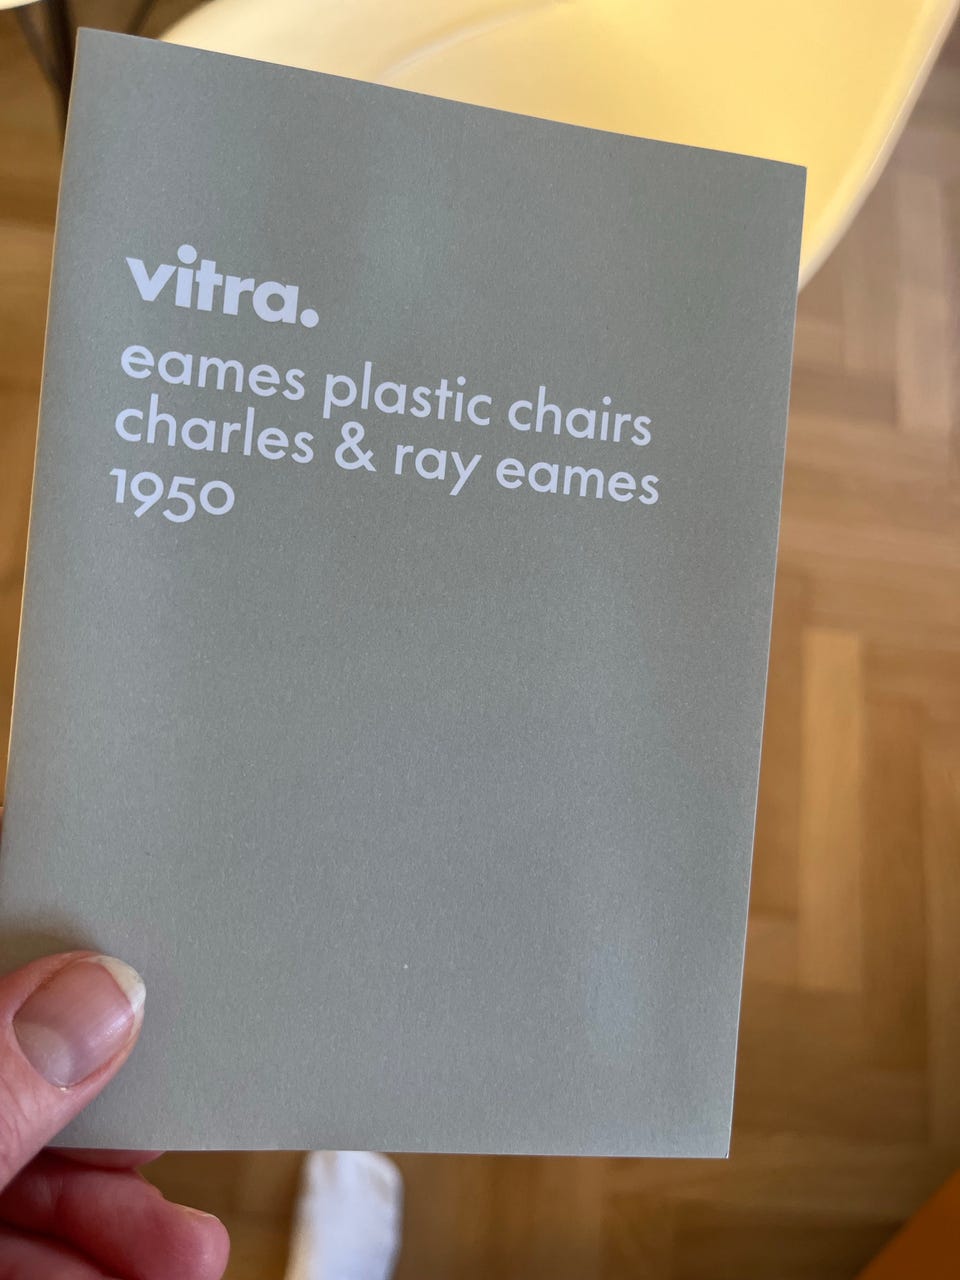 vitra.
eames plastic chairs
charles & ray eames
1950